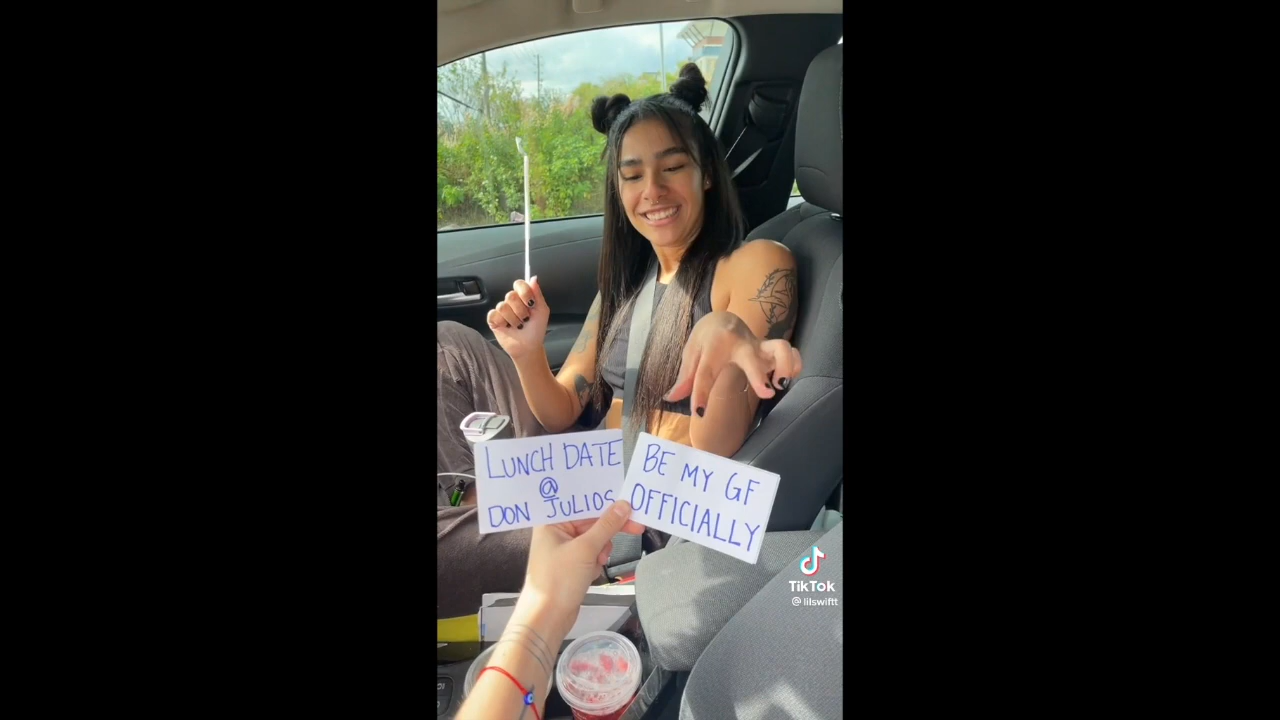 LUNCH DATE
@
DON JULIOS
BE MY GF
OFFICIALLY
TikTok
@lilswiftt